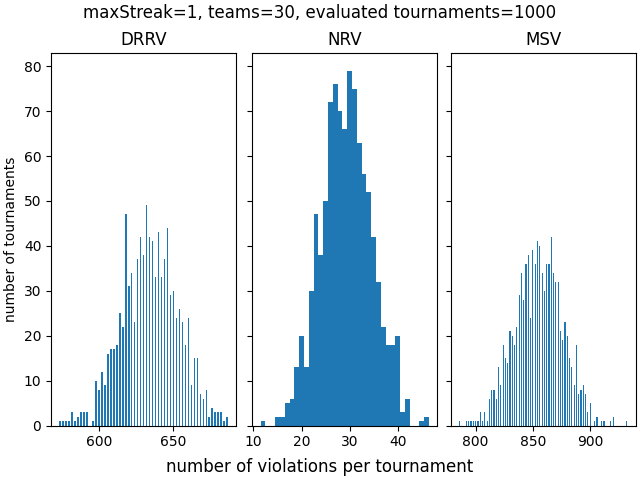 maxStreak=1, teams=30, evaluated tournaments=1000
DRRV NRV MSV
number of tournaments
80
70
60
50
40
30
20
10
0
600 650 10 20 30 40 800 850 900
number of violations per tournament